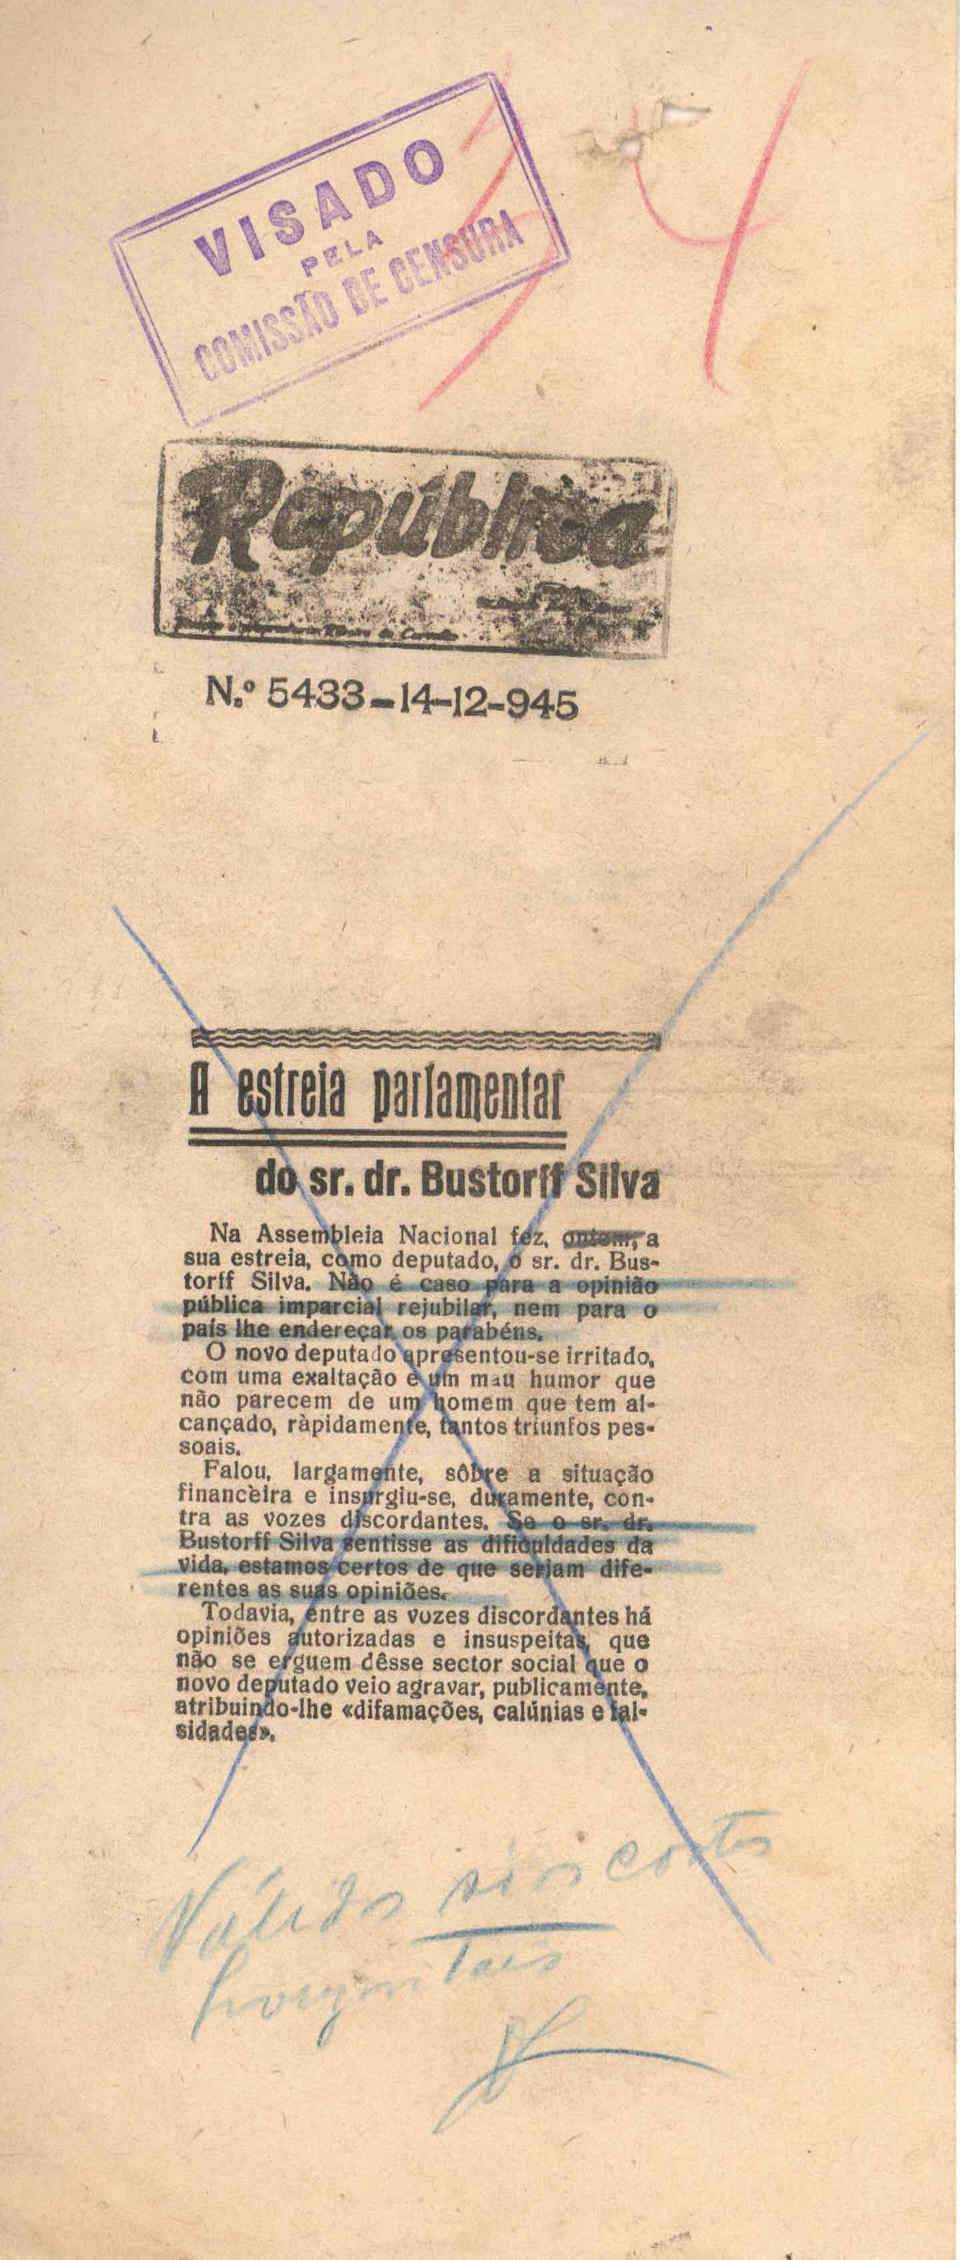 VISADO
PELA
COMISSÃO DE CENSURA
4
República
N.º 5433-14-12-945
A estreia parlamentar
do sr. dr. Bustorff Silva
Na Assembleia Nacional fez, ontem, a
sua estreia, como deputado, o sr. dr. Bus-
torff Silva. Não é caso para a opinião
pública imparcial rejubilar, nem para o
país lhe endereçar os parabéns.
O novo deputado apresentou-se irritado,
com uma exaltação e um mau humor que
não parecem de um homem que tem al-
cançado, ràpidamente, tantos triunfos pes-
soais.
Falou, largamente, sôbre a situação
financeira e insurgiu-se, duramente, con-
tra as vozes discordantes. Se o sr. dr.
Bustorff Silva sentisse as dificuldades da
vida, estamos certos de que seriam dife-
rentes as suas opiniões.
Todavia, entre as vozes discordantes há
opiniões autorizadas e insuspeitas, que
não se erguem dêsse sector social que o
novo deputado veio agravar, publicamente,
atribuindo-lhe «difamações, calúnias e fal-
sidades».
Válidos só os cortes
horizontais